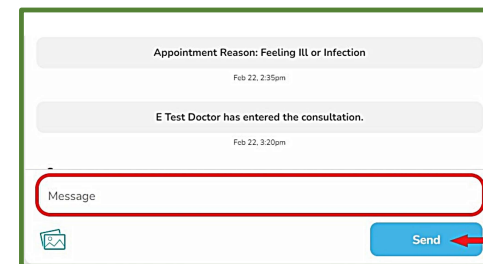 Appointment Reason: Feeling Ill or Infection
Feb 22, 2:35pm
E Test Doctor has entered the consultation.
Feb 22, 3:20pm
Message
Send